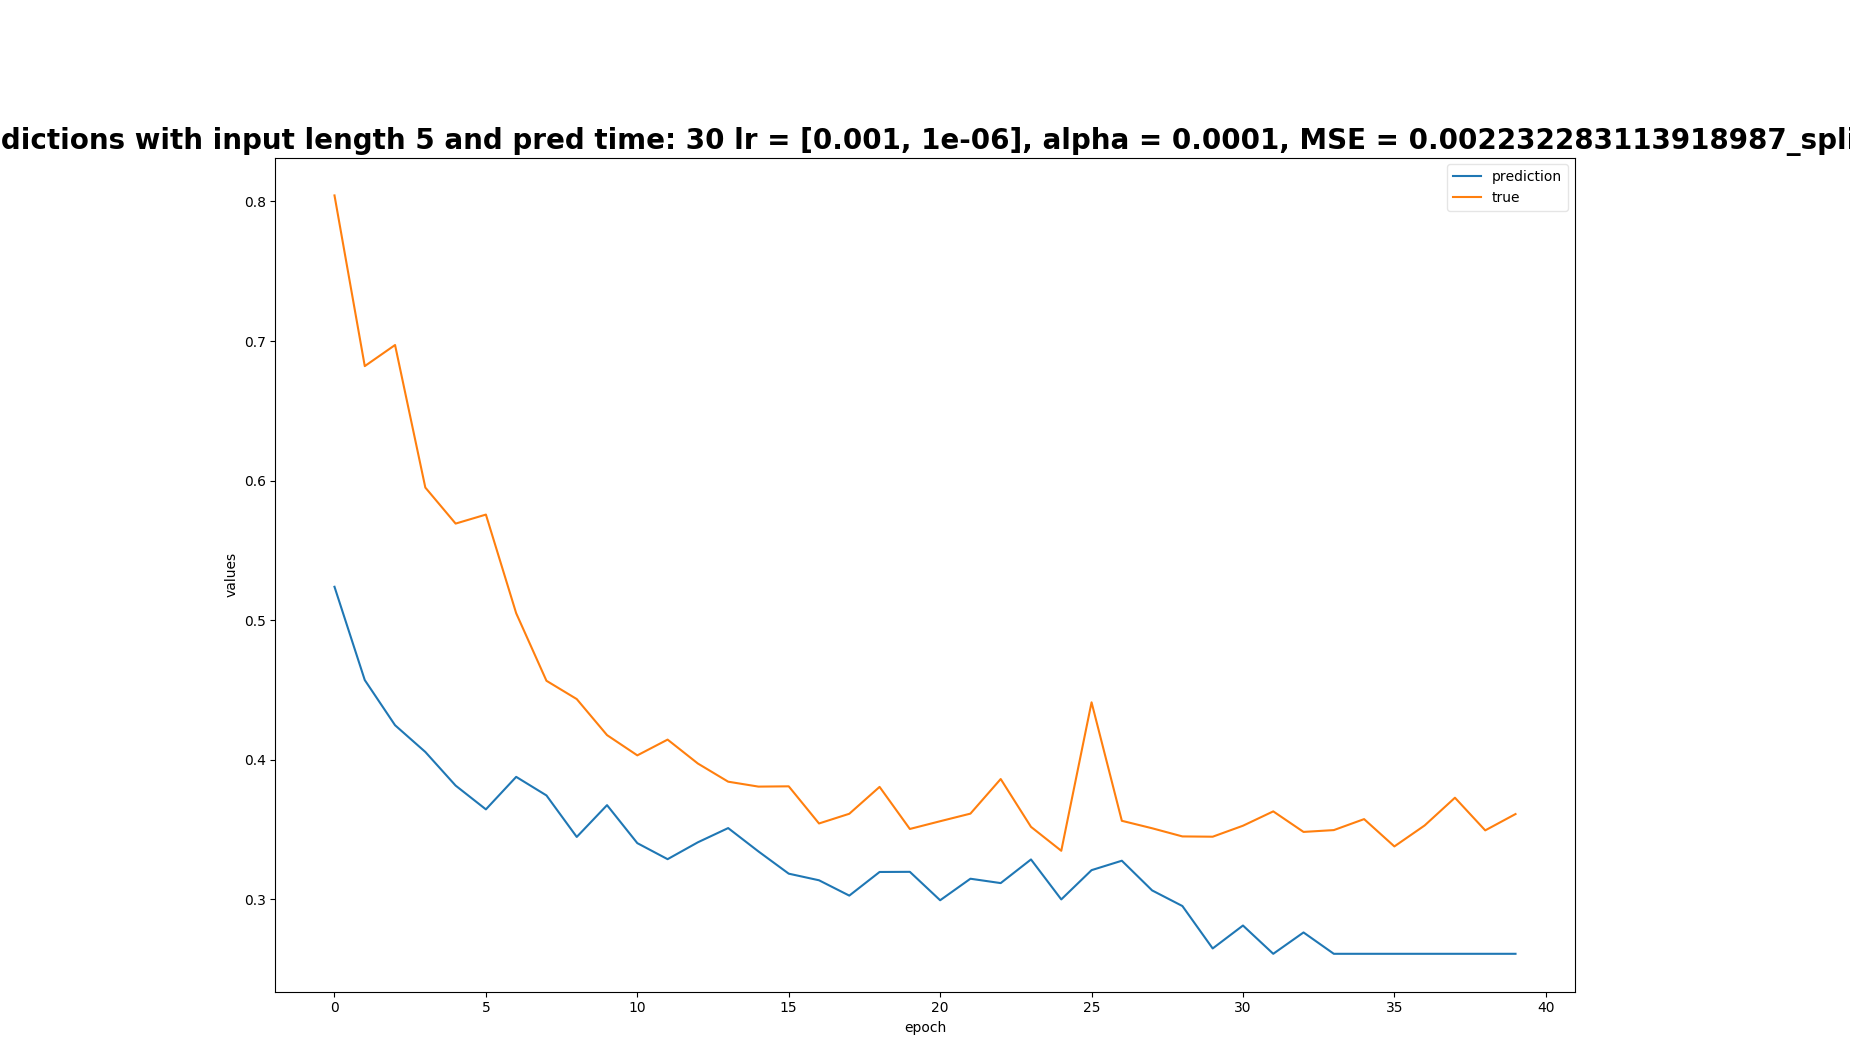 dictions with input length 5 and pred time: 30 lr = [0.001, 1e-06], alpha = 0.0001, MSE = 0.002232283113918987_spli
prediction
true
0.8
0.7
0.6
0.5
0.4
0.3
values
0 5 10 15 20 25 30 35 40
epoch